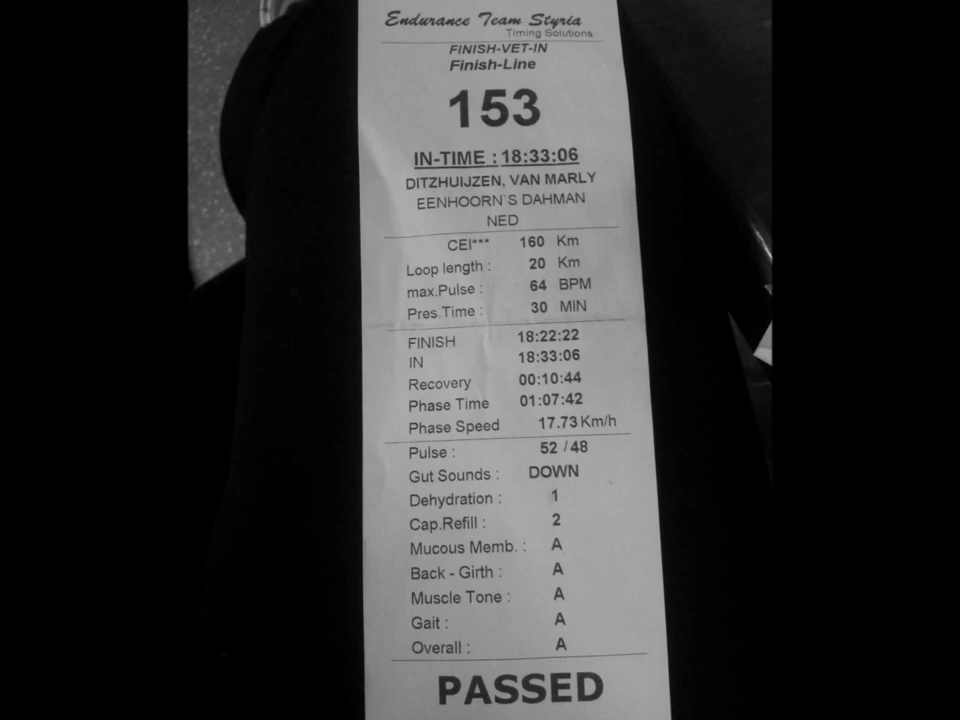 Endurance Team Styria
Timing Solutions
FINISH-VET-IN
Finish-Line
153
IN-TIME : 18:33:06
DITZHUIJZEN, VAN MARLY
EENHOORN`S DAHMAN
NED
CEI*** 160 Km
Loop length : 20 Km
max.Pulse : 64 BPM
Pres.Time : 30 MIN
FINISH 18:22:22
IN 18:33:06
Recovery 00:10:44
Phase Time 01:07:42
Phase Speed 17.73 Km/h
Pulse : 52 / 48
Gut Sounds : DOWN
Dehydration : 1
Cap.Refill : 2
Mucous Memb. : A
Back - Girth : A
Muscle Tone : A
Gait : A
Overall : A
PASSED